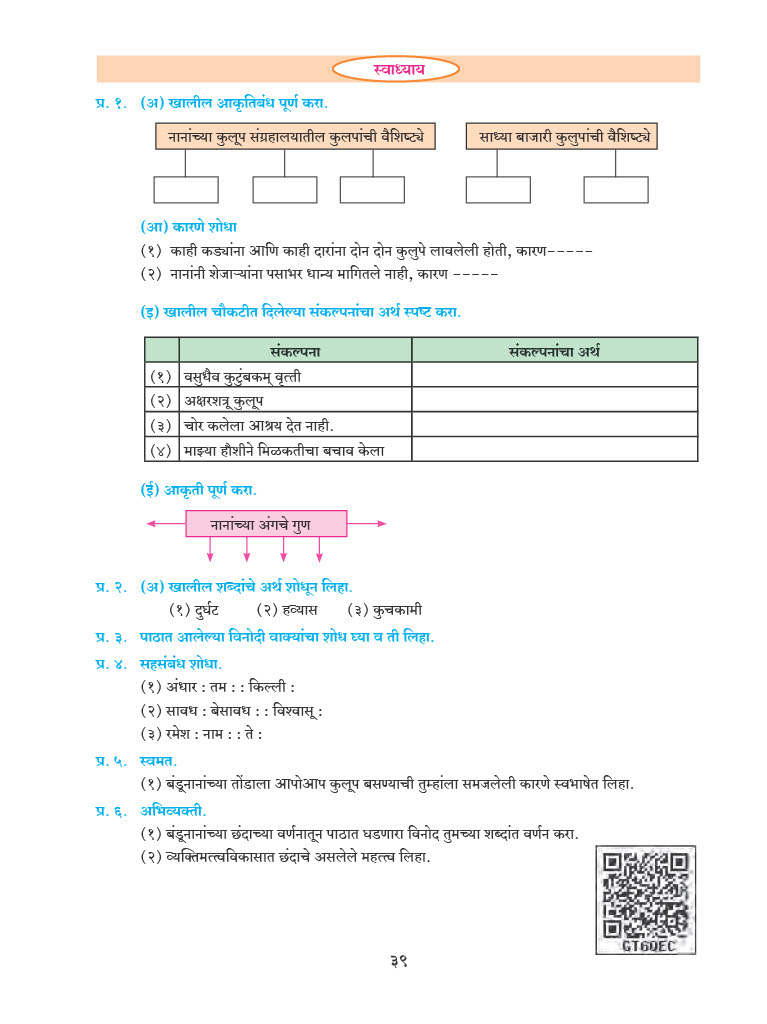 स्वाध्याय
प्र. १. (अ) खालील आकृतिबंध पूर्ण करा.
नानांच्या कुलूप संग्रहालयातील कुलपांची वैशिष्ट्ये
साध्या बाजारी कुलुपांची वैशिष्ट्ये
(आ) कारणे शोधा
(१) काही कड्यांना आणि काही दारांना दोन दोन कुलुपे लावलेली होती, कारण-----
(२) नानांनी शेजाऱ्यांना पसाभर धान्य मागितले नाही, कारण -----
(इ) खालील चौकटीत दिलेल्या संकल्पनांचा अर्थ स्पष्ट करा.
संकल्पना संकल्पनांचा अर्थ
(१) वसुधैव कुटुंबकम् वृत्ती
(२) अक्षरशत्रू कुलूप
(३) चोर कलेला आश्रय देत नाही.
(४) माझ्या हौशीने मिळकतीचा बचाव केला
(ई) आकृती पूर्ण करा.
नानांच्या अंगचे गुण
प्र. २. (अ) खालील शब्दांचे अर्थ शोधून लिहा.
(१) दुर्घट (२) हव्यास (३) कुचकामी
प्र. ३. पाठात आलेल्या विनोदी वाक्यांचा शोध घ्या व ती लिहा.
प्र. ४. सहसंबंध शोधा.
(१) अंधार : तम : : किल्ली :
(२) सावध : बेसावध : : विश्वासू :
(३) रमेश : नाम : : ते :
प्र. ५. स्वमत.
(१) बंडूनानांच्या तोंडाला आपोआप कुलूप बसण्याची तुम्हांला समजलेली कारणे स्वभाषेत लिहा.
प्र. ६. अभिव्यक्ती.
(१) बंडूनानांच्या छंदाच्या वर्णनातून पाठात घडणारा विनोद तुमच्या शब्दांत वर्णन करा.
(२) व्यक्तिमत्त्वविकासात छंदाचे असलेले महत्त्व लिहा.
GT6QEC
३९